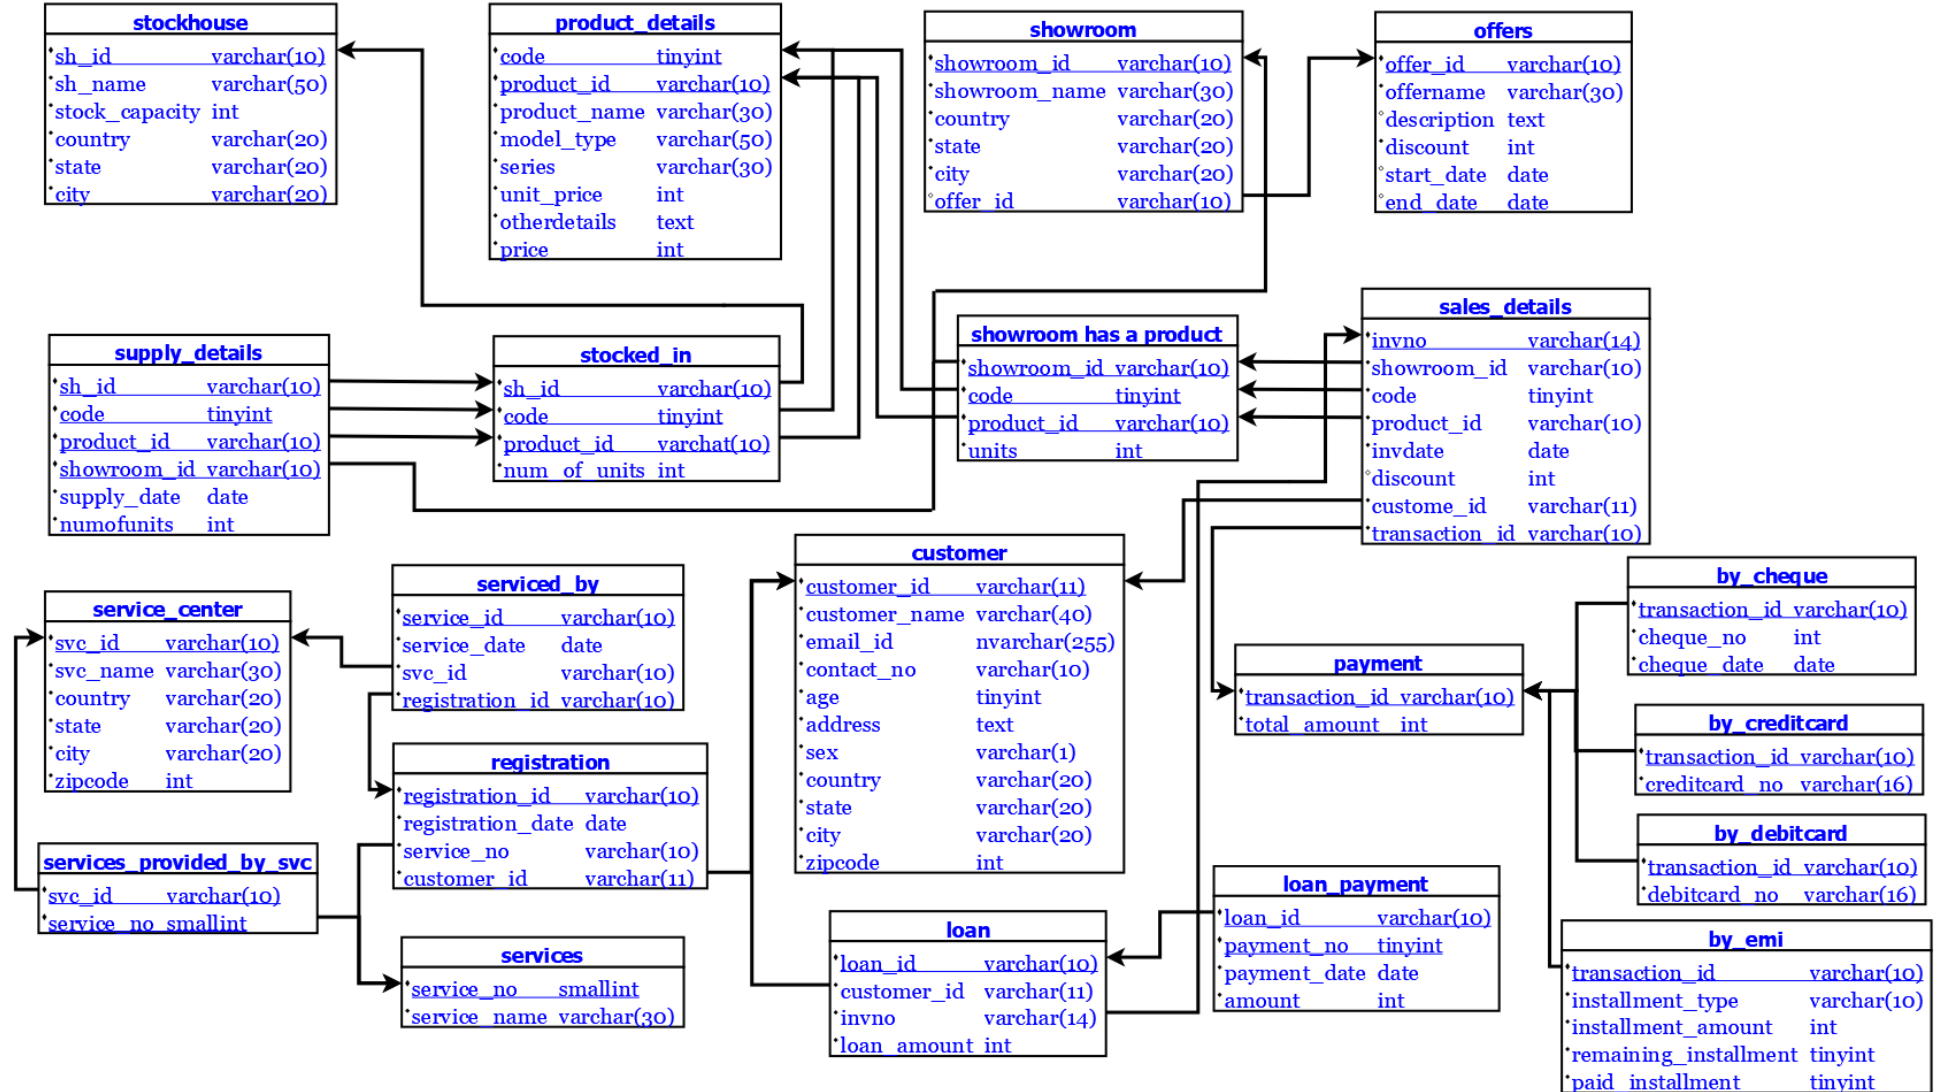 stockhouse
sh_id varchar(10)
sh_name varchar(50)
stock_capacity int
country varchar(20)
state varchar(20)
city varchar(20)
product_details
code tinyint
product_id varchar(10)
product_name varchar(30)
model_type varchar(50)
series varchar(30)
unit_price int
otherdetails text
price int
showroom
showroom_id varchar(10)
showroom_name varchar(30)
country varchar(20)
state varchar(20)
city varchar(20)
offer_id varchar(10)
offers
offer_id varchar(10)
offername varchar(30)
description text
discount int
start_date date
end_date date
supply_details
sh_id varchar(10)
code tinyint
product_id varchar(10)
showroom_id varchar(10)
supply_date date
numofunits int
stocked_in
sh_id varchar(10)
code tinyint
product_id varchat(10)
num_of_units int
showroom has a product
showroom_id varchar(10)
code tinyint
product_id varchar(10)
units int
sales_details
invno varchar(14)
showroom_id varchar(10)
code tinyint
product_id varchar(10)
invdate date
discount int
custome_id varchar(11)
transaction_id varchar(10)
service_center
svc_id varchar(10)
svc_name varchar(30)
country varchar(20)
state varchar(20)
city varchar(20)
zipcode int
serviced_by
service_id varchar(10)
service_date date
svc_id varchar(10)
registration_id varchar(10)
customer
customer_id varchar(11)
customer_name varchar(40)
email_id nvarchar(255)
contact_no varchar(10)
age tinyint
address text
sex varchar(1)
country varchar(20)
state varchar(20)
city varchar(20)
zipcode int
payment
transaction_id varchar(10)
total_amount int
by_cheque
transaction_id varchar(10)
cheque_no int
cheque_date date
by_creditcard
transaction_id varchar(10)
creditcard_no varchar(16)
by_debitcard
transaction_id varchar(10)
debitcard_no varchar(16)
registration
registration_id varchar(10)
registration_date date
service_no varchar(10)
customer_id varchar(11)
services_provided_by_svc
svc_id varchar(10)
service_no smallint
services
service_no smallint
service_name varchar(30)
loan
loan_id varchar(10)
customer_id varchar(11)
invno varchar(14)
loan_amount int
loan_payment
loan_id varchar(10)
payment_no tinyint
payment_date date
amount int
by_emi
transaction_id varchar(10)
installment_type varchar(10)
installment_amount int
remaining_installment tinyint
paid_installment tinyint